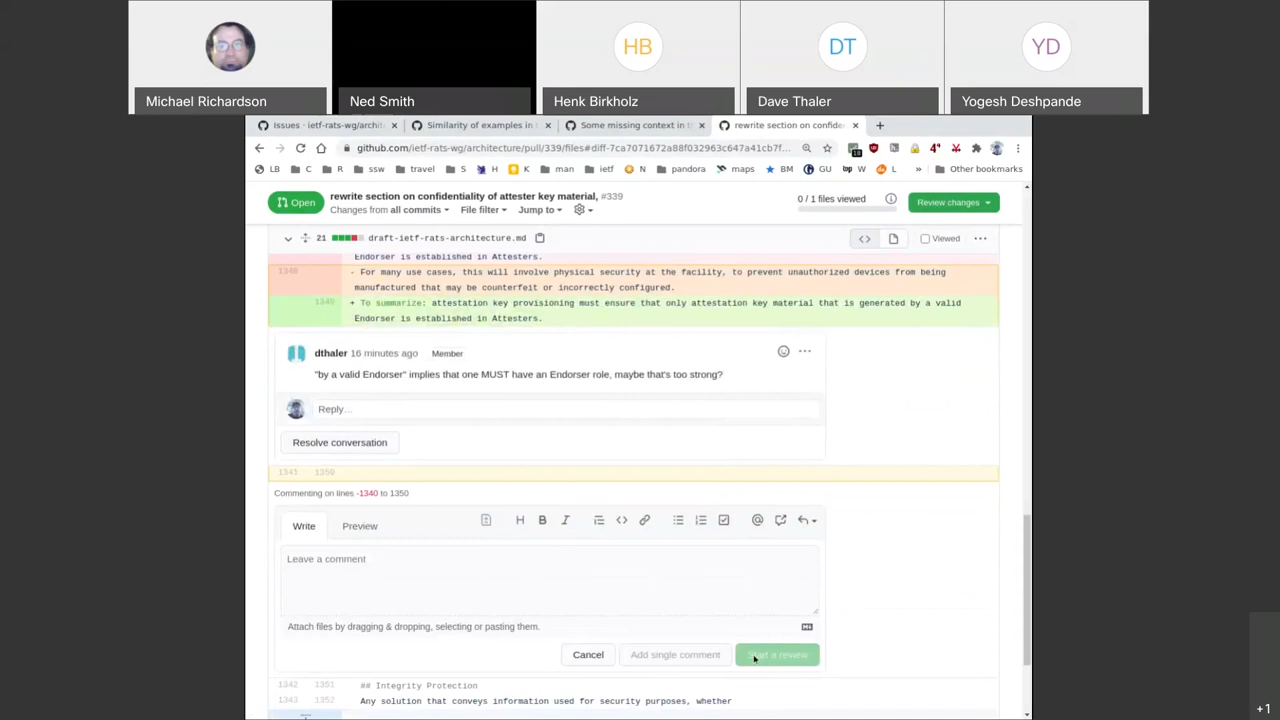 HB
DT
YD
Michael Richardson
Ned Smith
Henk Birkholz
Dave Thaler
Yogesh Deshpande
Issues · ietf-rats-wg/archit
Similarity of examples in t
Some missing context in t
rewrite section on confide
github.com/ietf-rats-wg/architecture/pull/339/files#diff-7ca7071672a88f032963c647a41cb7f...
LB
C
R
ssw
travel
S
H
K
man
ietf
N
pandora
maps
BM
GU
W
L
»
Other bookmarks
Open
rewrite section on confidentiality of attester key material, #339
Changes from all commits
File filter
Jump to
0 / 1 files viewed
Review changes
21
draft-ietf-rats-architecture.md
Viewed
Endorser is established in Attesters.
1340
- For many use cases, this will involve physical security at the facility, to prevent unauthorized devices from being
manufactured that may be counterfeit or incorrectly configured.
1349
+ To summarize: attestation key provisioning must ensure that only attestation key material that is generated by a valid
Endorser is established in Attesters.
dthaler 16 minutes ago Member
"by a valid Endorser" implies that one MUST have an Endorser role, maybe that's too strong?
Reply...
Resolve conversation
1341 1350
Commenting on lines -1340 to 1350
Write
Preview
H
B
I
Leave a comment
Attach files by dragging & dropping, selecting or pasting them.
Cancel
Add single comment
Start a review
1342 1351 ## Integrity Protection
1343 1352 Any solution that conveys information used for security purposes, whether
+1